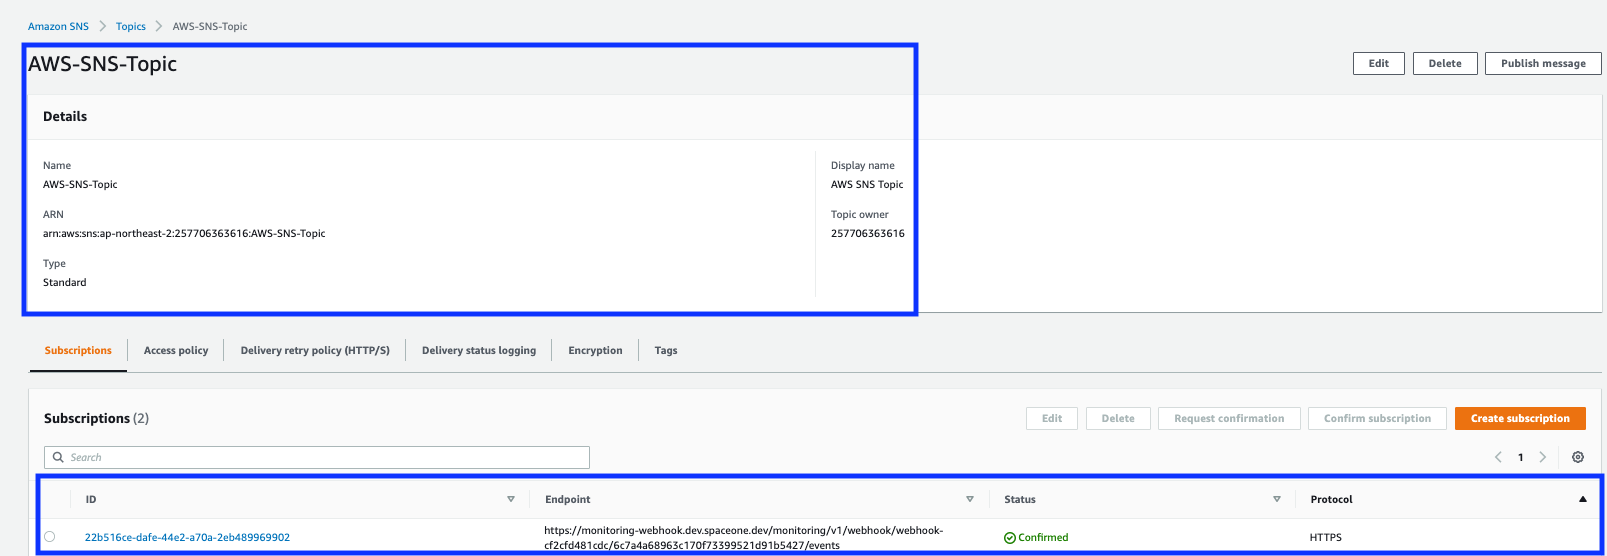 Amazon SNS > Topics > AWS-SNS-Topic
AWS-SNS-Topic
Edit
Delete
Publish message
Details
Name
AWS-SNS-Topic
Display name
AWS SNS Topic
ARN
arn:aws:sns:ap-northeast-2:257706363616:AWS-SNS-Topic
Topic owner
257706363616
Type
Standard
Subscriptions
Access policy
Delivery retry policy (HTTP/S)
Delivery status logging
Encryption
Tags
Subscriptions (2)
Edit
Delete
Request confirmation
Confirm subscription
Create subscription
Search
1
ID
Endpoint
Status
Protocol
22b516ce-dafe-44e2-a70a-2eb489969902
https://monitoring-webhook.dev.spaceone.dev/monitoring/v1/webhook/webhook-
cf2cfd481cdc/6c7a4a68963c170f73399521d91b5427/events
Confirmed
HTTPS